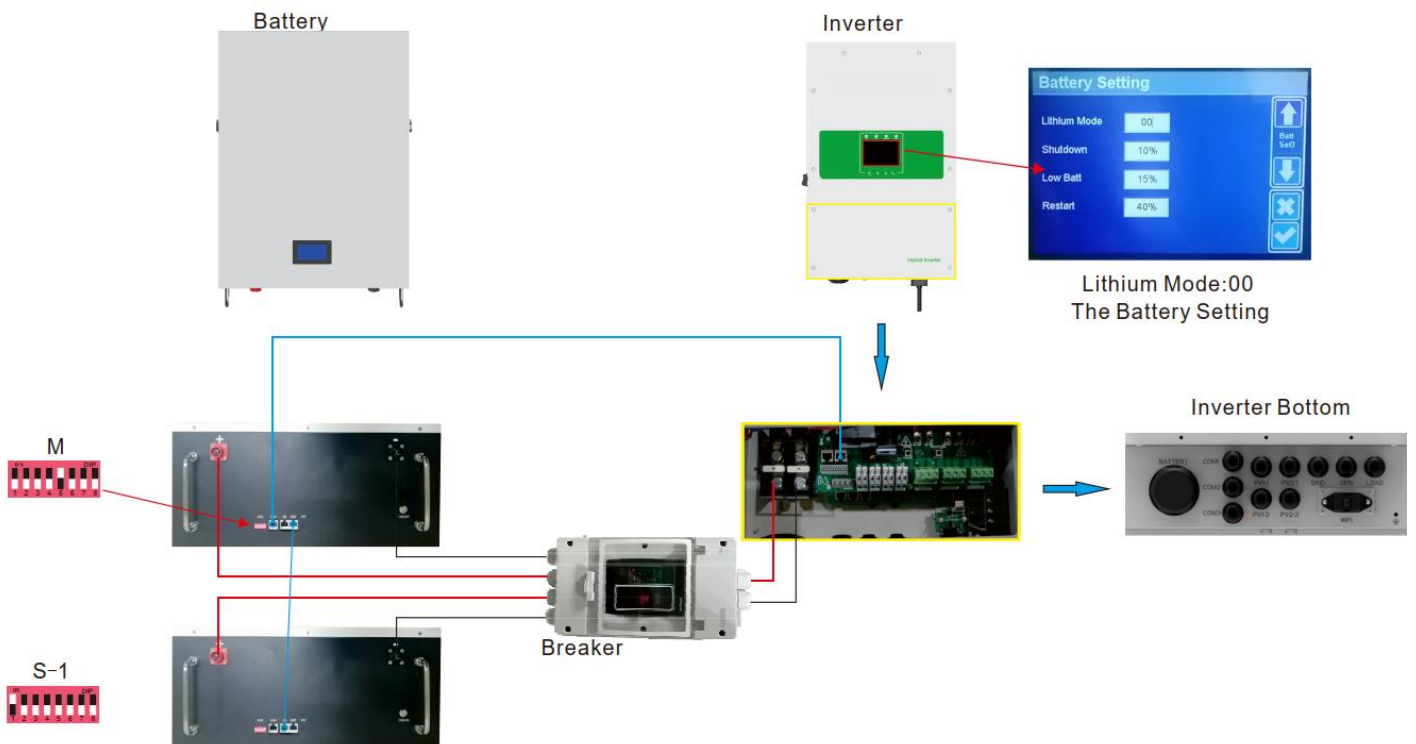 Battery
Inverter
Battery Setting
Lithium Mode 00
Batt
Set3
Shutdown 10%
Low Batt 15%
Restart 40%
Hybrid Inverter
Lithium Mode:00
The Battery Setting
Inverter Bottom
BATTERY
COM1
COM2
COM3
PV1-1
PV2-1
GRID
GEN
LOAD
PV1-2
PV2-2
WIFI
M
DIP
1 2 3 4 5 6 7 8
+
Breaker
S-1
DIP
1 2 3 4 5 6 7 8